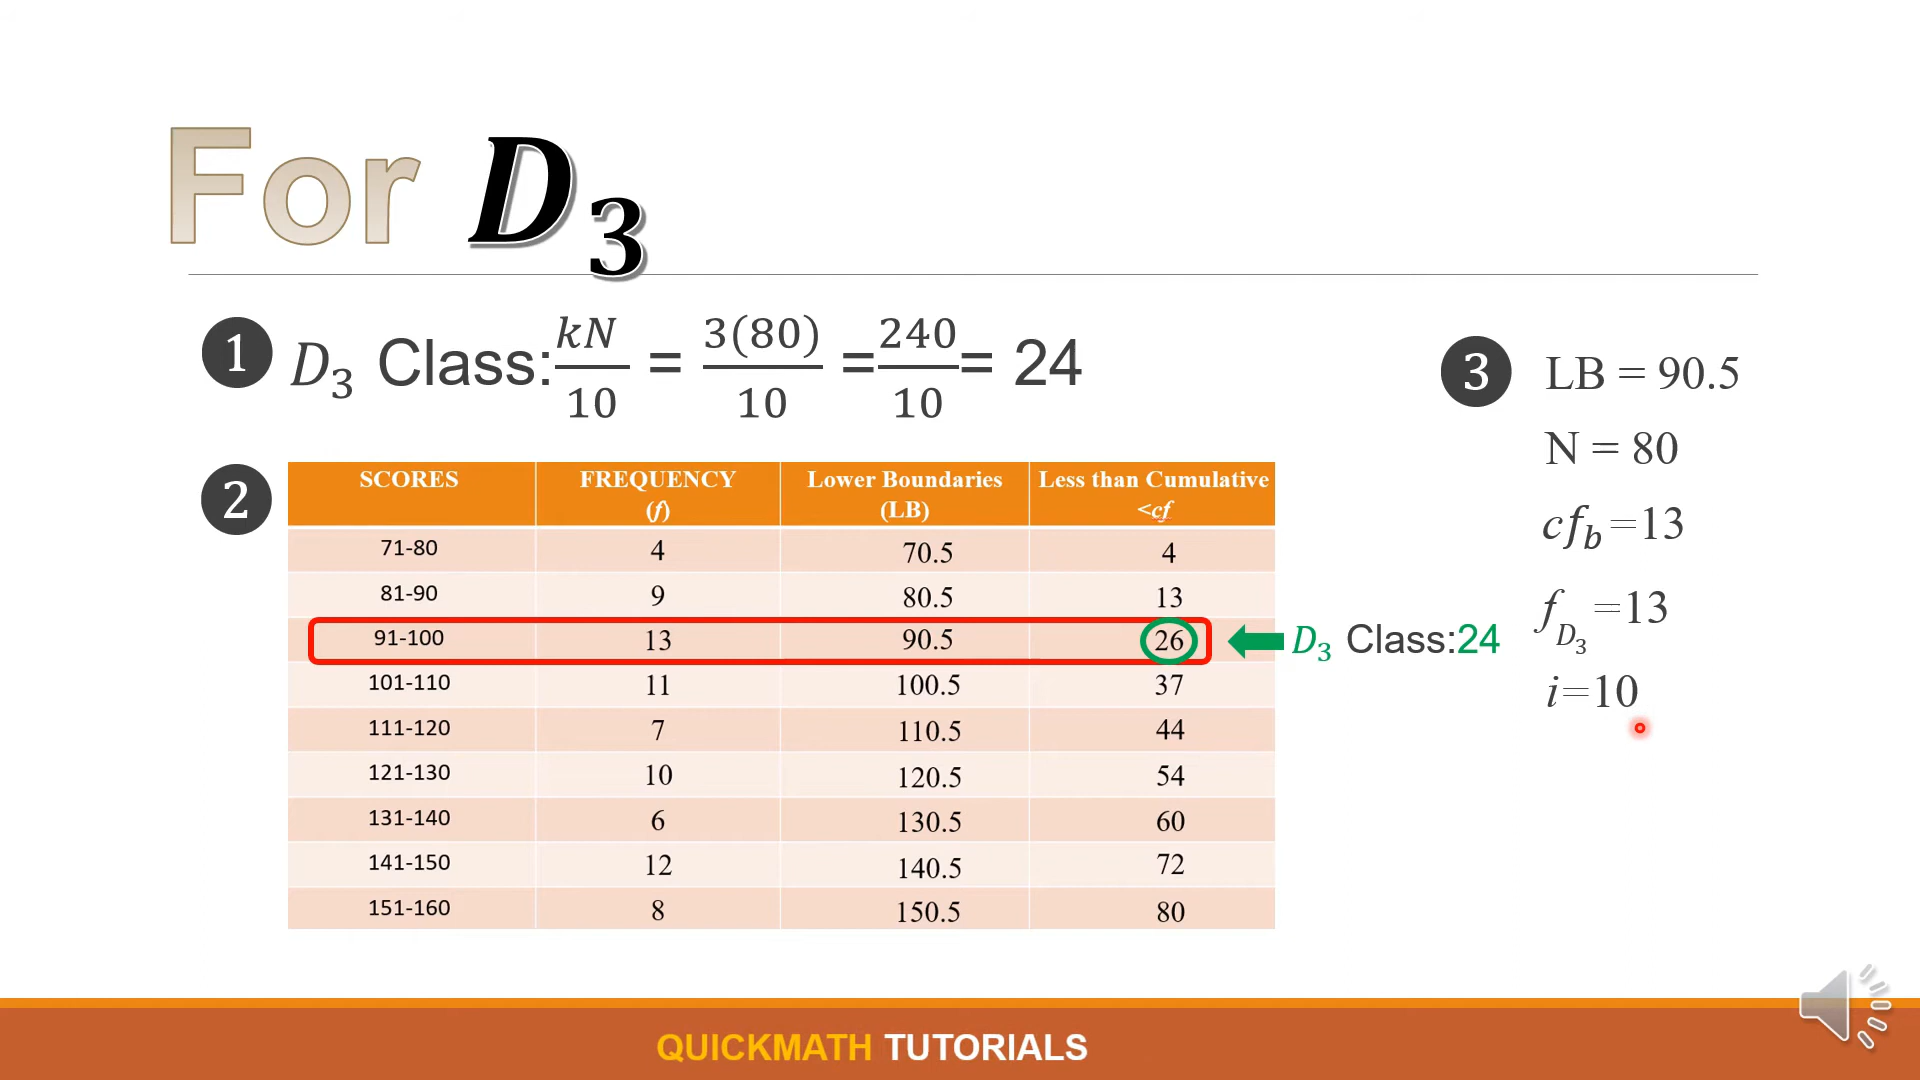 For D₃
1 D₃ Class: kN/10 = 3(80)/10 = 240/10 = 24
2
SCORES FREQUENCY (f) Lower Boundaries (LB) Less than Cumulative <cf
71-80 4 70.5 4
81-90 9 80.5 13
91-100 13 90.5 26
D₃ Class:24
101-110 11 100.5 37
111-120 7 110.5 44
121-130 10 120.5 54
131-140 6 130.5 60
141-150 12 140.5 72
151-160 8 150.5 80
3 LB = 90.5
N = 80
cf_b =13
f_D₃ =13
i=10
QUICKMATH TUTORIALS